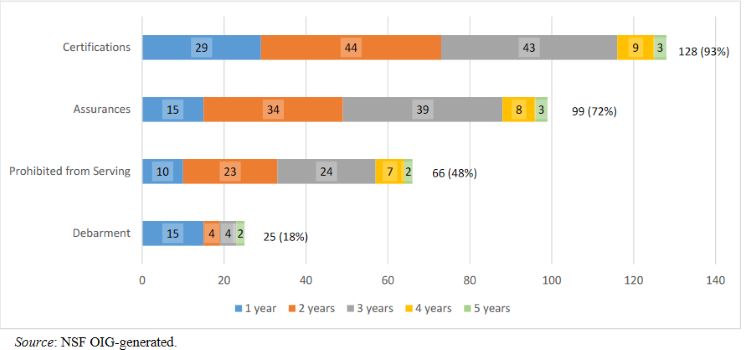 Certifications 29 44 43 9 3 128 (93%)
Assurances 15 34 39 8 3 99 (72%)
Prohibited from Serving 10 23 24 7 2 66 (48%)
Debarment 15 4 4 2 25 (18%)
0 20 40 60 80 100 120 140
1 year 2 years 3 years 4 years 5 years
Source: NSF OIG-generated.